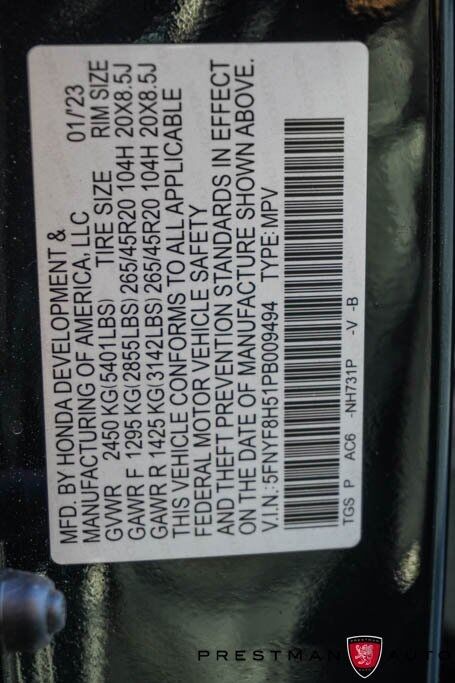 MFD. BY HONDA DEVELOPMENT &
MANUFACTURING OF AMERICA, LLC 01/23
GVWR 2450 KG(5401LBS) TIRE SIZE RIM SIZE
GAWR F 1295 KG(2855LBS) 265/45R20 104H 20X8.5J
GAWR R 1425 KG(3142LBS) 265/45R20 104H 20X8.5J
THIS VEHICLE CONFORMS TO ALL APPLICABLE
FEDERAL MOTOR VEHICLE SAFETY
AND THEFT PREVENTION STANDARDS IN EFFECT
ON THE DATE OF MANUFACTURE SHOWN ABOVE.
V.I.N.:5FNYF8H51PB009494 TYPE:MPV
TGS P AC6 -NH731P -V -B
PRESTMAN AUTO